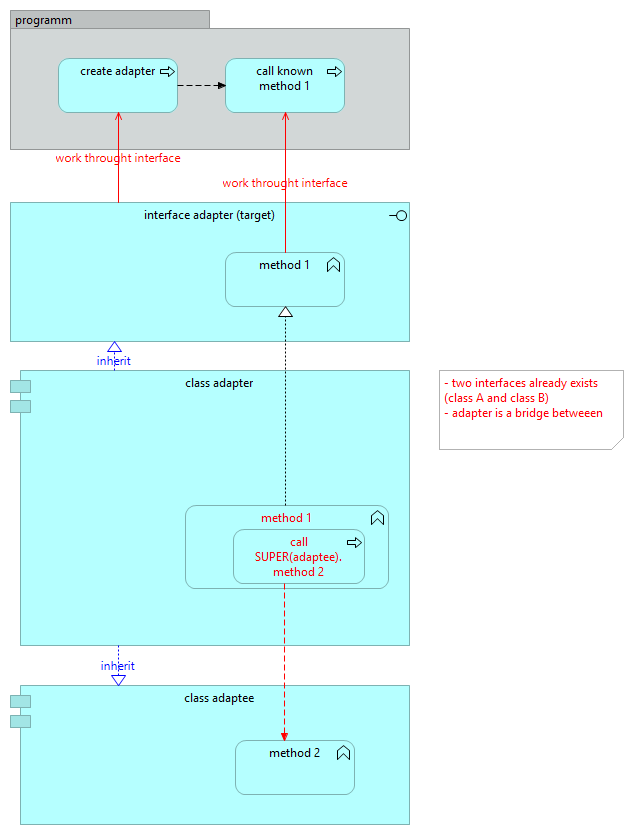 programm
create adapter
call known
method 1
work throught interface
work throught interface
interface adapter (target)
method 1
inherit
class adapter
- two interfaces already exists
(class A and class B)
- adapter is a bridge betweeen
method 1
call
SUPER(adaptee).
method 2
inherit
class adaptee
method 2